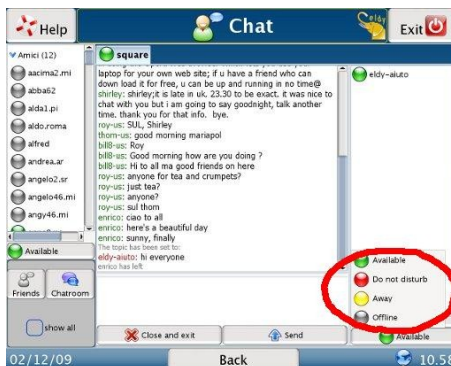 Help
Chat
eldy
Exit
Amici (12)
aacima2.mi
abba62
alda1.pi
aldo.roma
alfred
andrea.ar
angelo2.sr
angelo46.mi
angy46.mi
Available
Friends
Chatroom
show all
square
laptop for your own web site; if u have a friend who can
down load it for free, u can be up and running in no time@
shirley: shirley;it is late in uk. 23.30 to be exact. it was nice to
chat with you but i am going to say goodnight, talk another
time. thank you for that info. bye.
roy-us: SUL, Shirley
thom-us: good morning mariapol
bill8-us: Roy
bill8-us: Good morning how are you doing ?
bill8-us: Hi to all ma good friends on here
roy-us: anyone for tea and crumpets?
roy-us: just tea?
roy-us: anyone?
roy-us: sul thom
enrico: ciao to all
enrico: here's a beautiful day
enrico: sunny, finally
The topic has been set to:
eldy-aiuto: hi everyone
enrico has left
eldy-aiuto
Available
Do not disturb
Away
Offline
Close and exit
Send
Available
02/12/09
Back
10.58